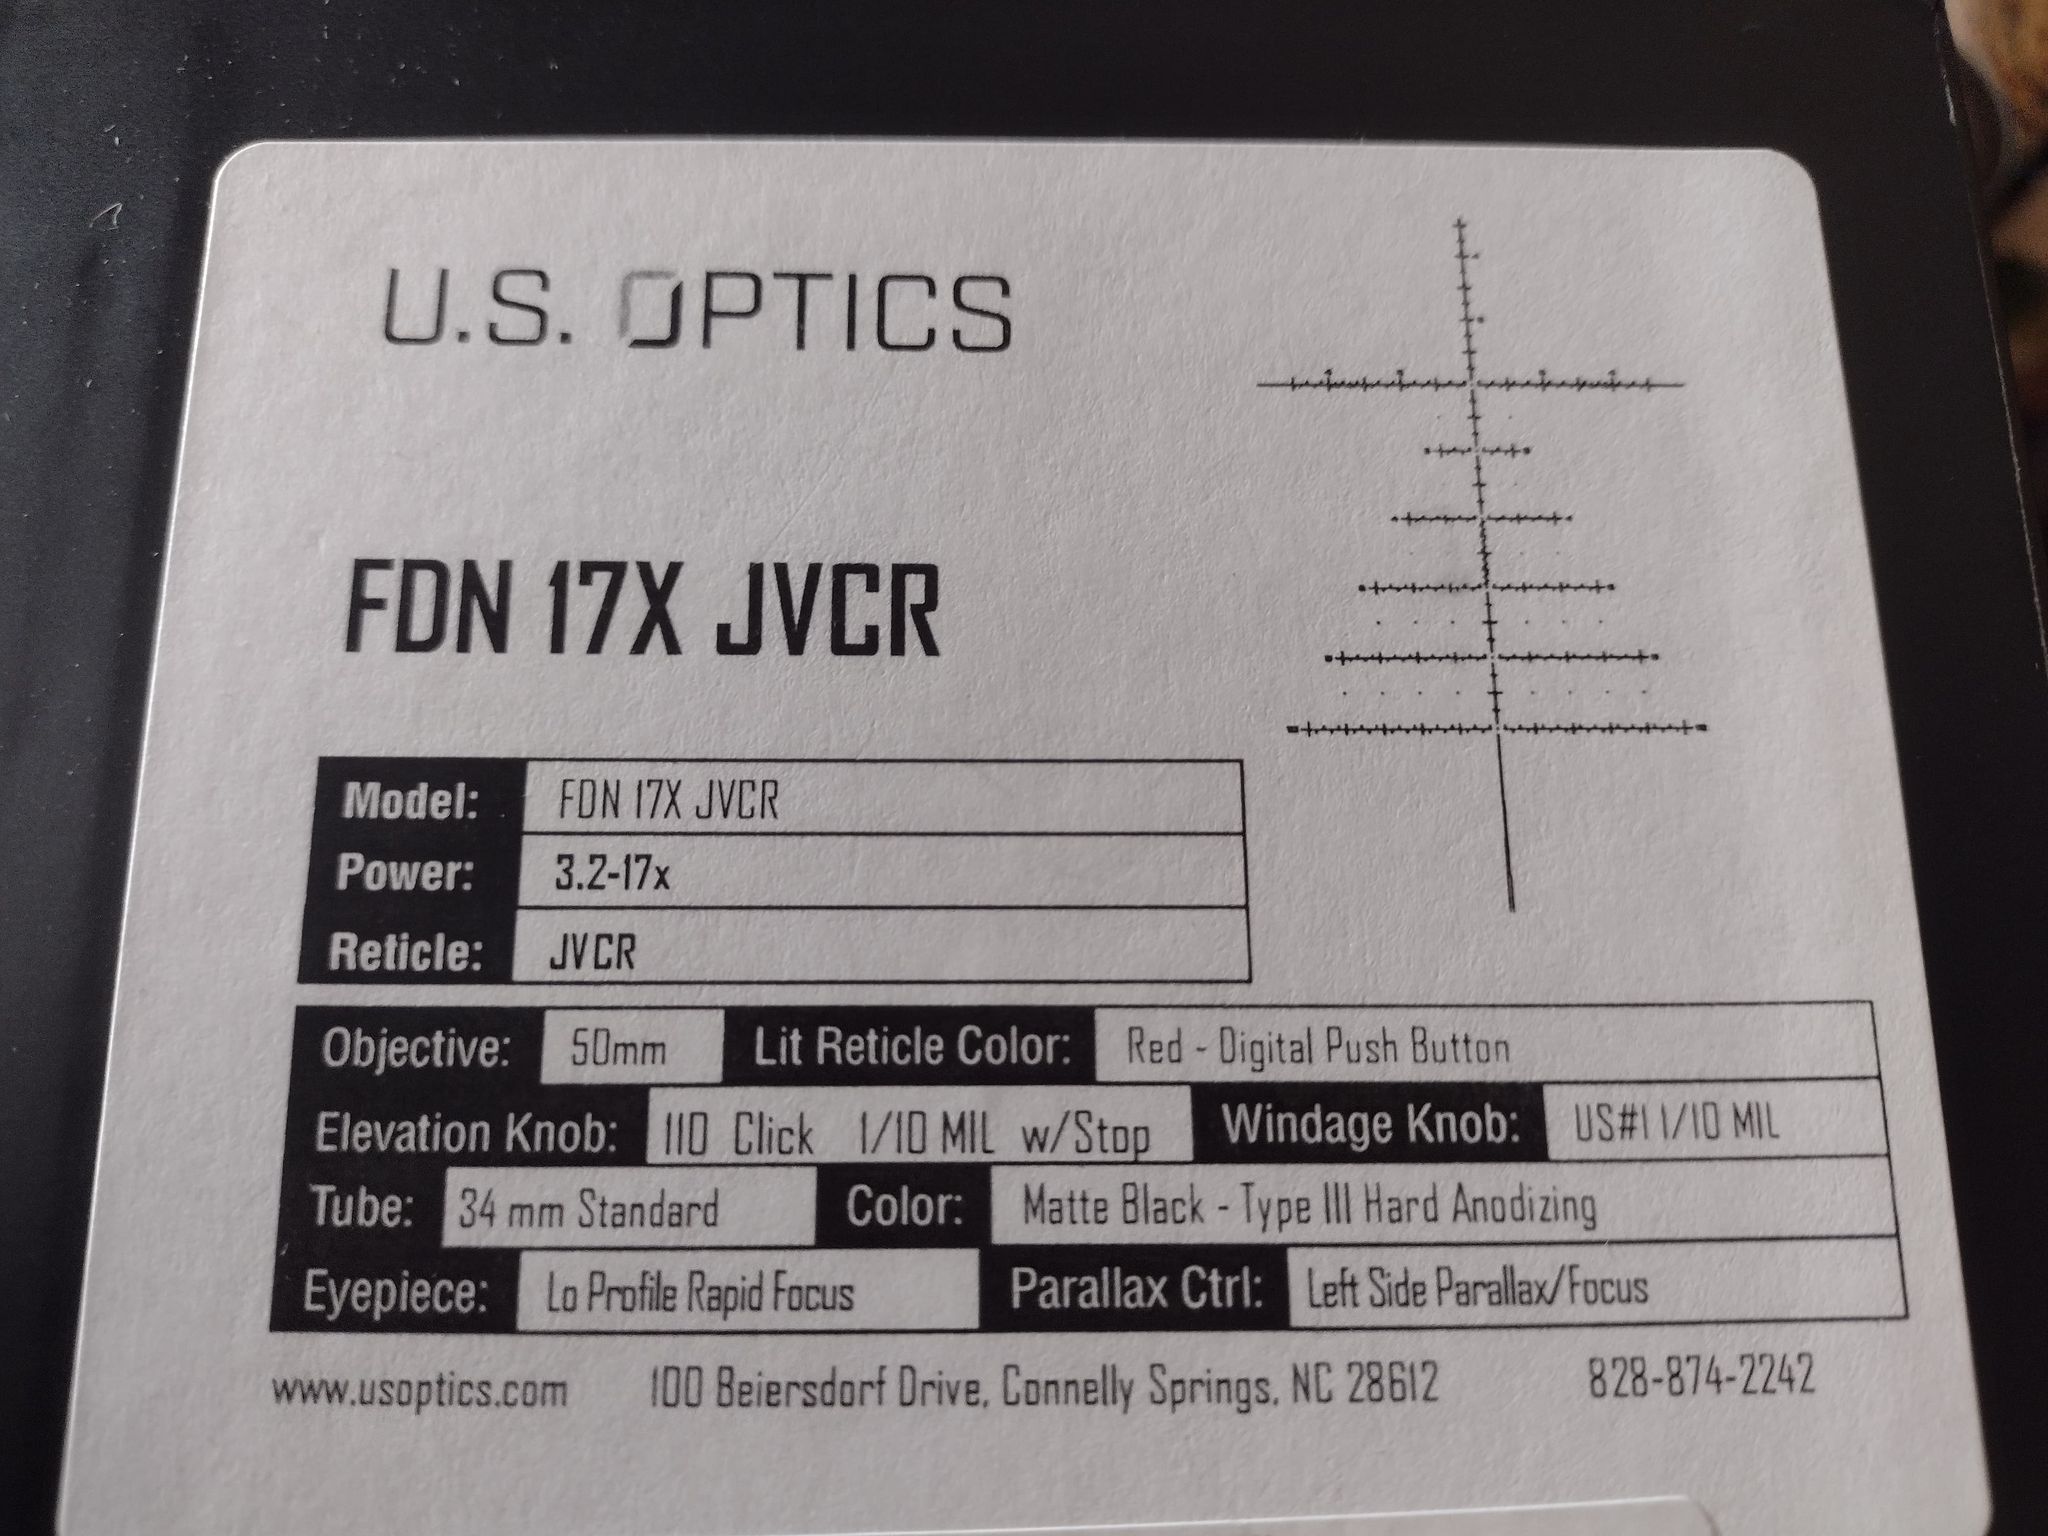 U.S. OPTICS
FDN 17X JVCR
Model: FDN 17X JVCR
Power: 3.2-17x
Reticle: JVCR
Objective: 50mm Lit Reticle Color: Red - Digital Push Button
Elevation Knob: 110 Click 1/10 MIL w/Stop Windage Knob: US#1 1/10 MIL
Tube: 34 mm Standard Color: Matte Black - Type III Hard Anodizing
Eyepiece: Lo Profile Rapid Focus Parallax Ctrl: Left Side Parallax/Focus
www.usoptics.com 100 Beiersdorf Drive, Connelly Springs, NC 28612 828-874-2242